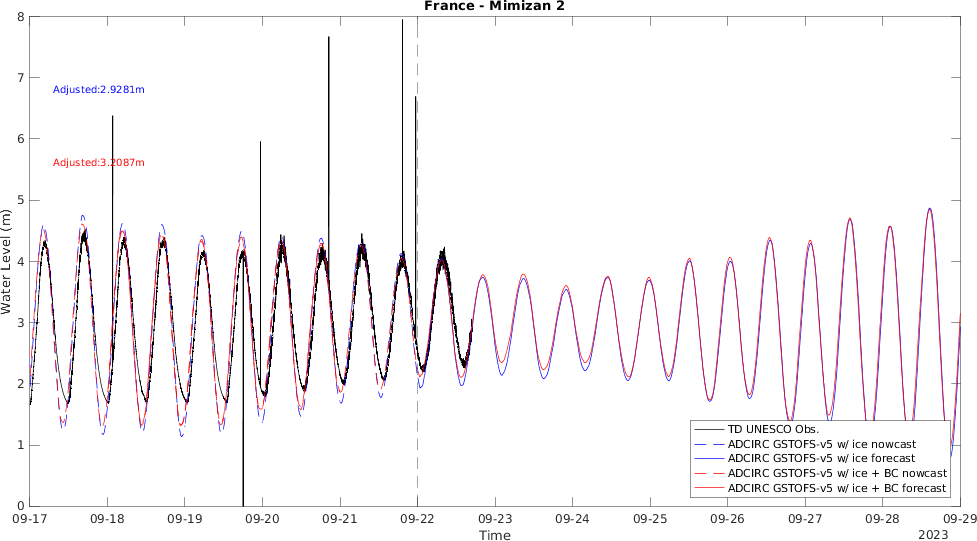 France - Mimizan 2
8
7
6
5
4
3
2
1
0
Water Level (m)
Adjusted:2.9281m
Adjusted:3.2087m
TD UNESCO Obs.
ADCIRC GSTOFS-v5 w/ ice nowcast
ADCIRC GSTOFS-v5 w/ ice forecast
ADCIRC GSTOFS-v5 w/ ice + BC nowcast
ADCIRC GSTOFS-v5 w/ ice + BC forecast
09-17 09-18 09-19 09-20 09-21 09-22 09-23 09-24 09-25 09-26 09-27 09-28 09-29
Time
2023